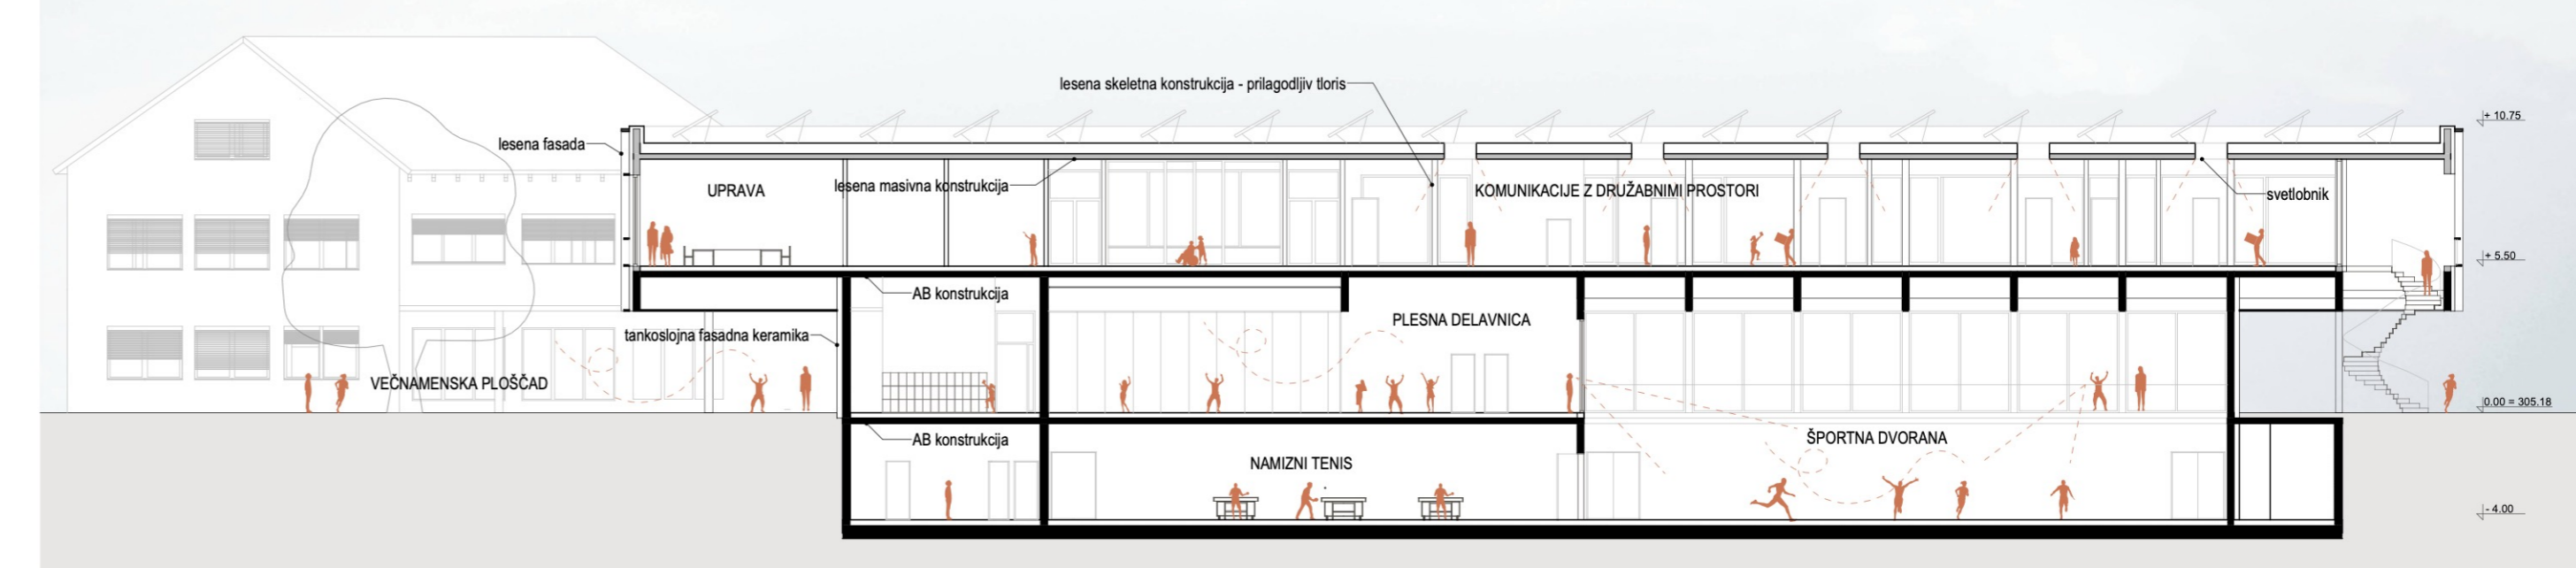 lesena skeletna konstrukcija - prilagodljiv tloris
+ 10.75
lesena fasada
UPRAVA
lesena masivna konstrukcija
KOMUNIKACIJE Z DRUŽABNIMI PROSTORI
svetlobnik
+ 5.50
AB konstrukcija
tankoslojna fasadna keramika
PLESNA DELAVNICA
VEČNAMENSKA PLOŠČAD
0.00 = 305.18
AB konstrukcija
NAMIZNI TENIS
ŠPORTNA DVORANA
- 4.00